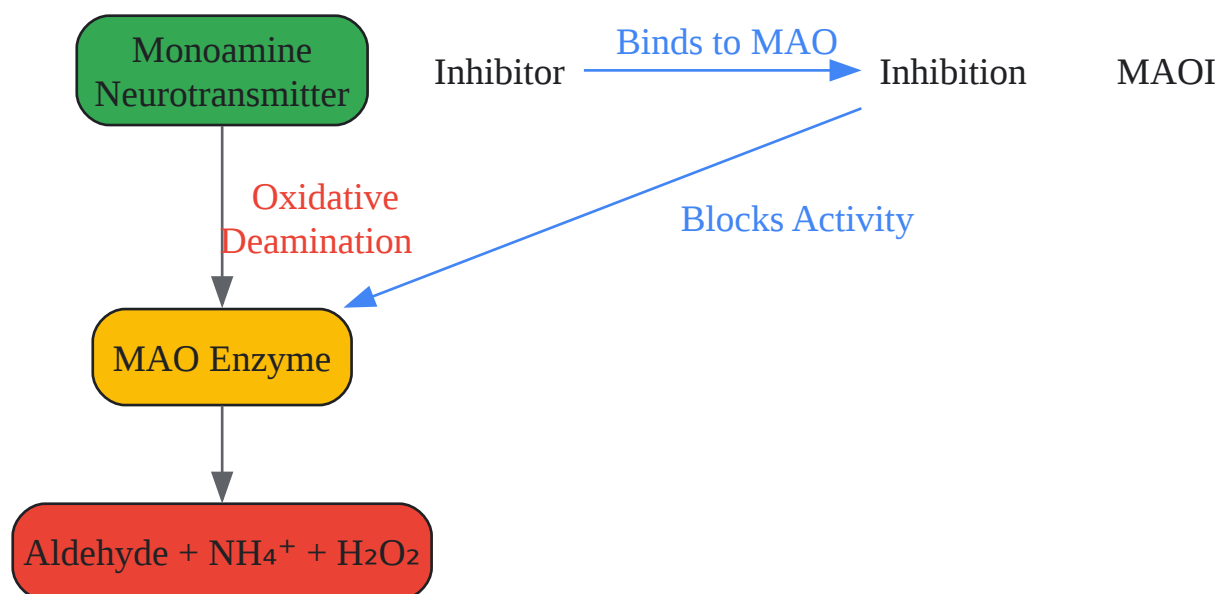 Monoamine
Neurotransmitter
Inhibitor
Binds to MAO
Inhibition
MAOI
Oxidative
Deamination
Blocks Activity
MAO Enzyme
Aldehyde + NH₄⁺ + H₂O₂